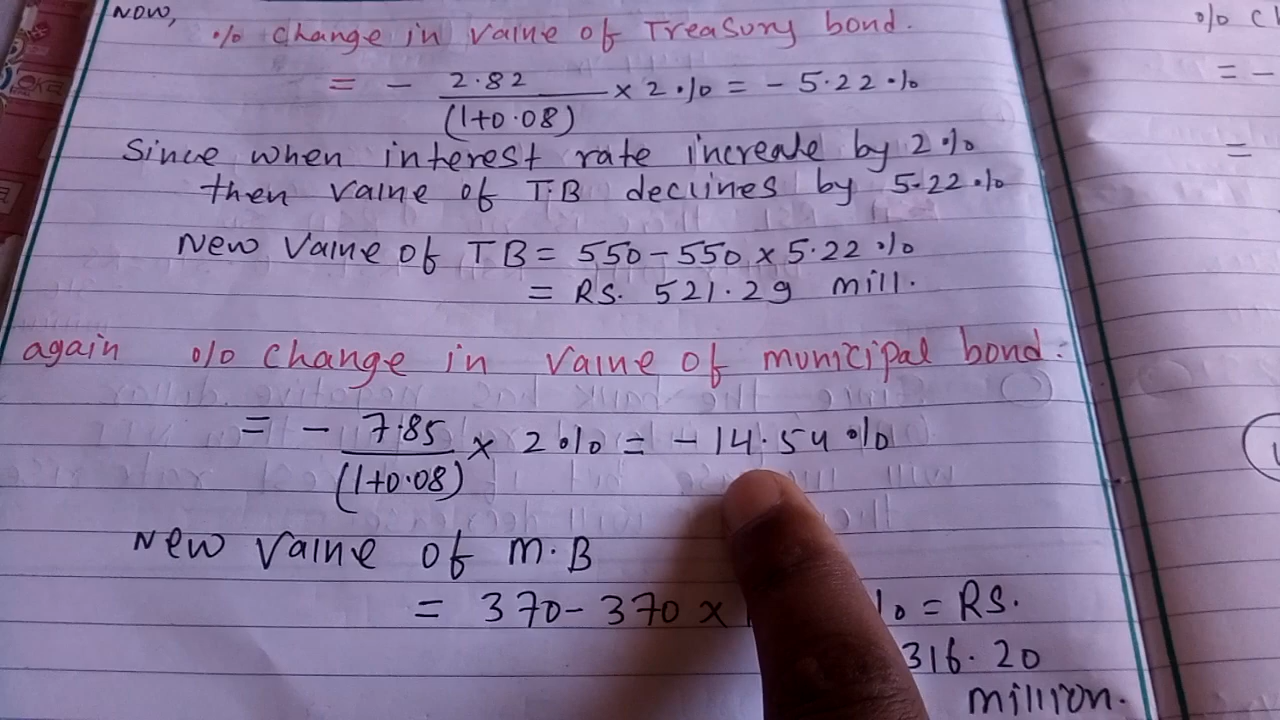 Now,
% change in value of Treasury bond.
= - 2.82 / (1+0.08) × 2% = - 5.22%
Since when interest rate increase by 2%
then value of T.B declines by 5.22%
New Value of TB = 550 - 550 × 5.22%
= RS. 521.29 mill.
again % change in value of municipal bond:
= - 7.85 / (1+0.08) × 2% = - 14.54%
New value of M.B
= 370 - 370 × % = RS.
316.20
million.
% c
= -
=